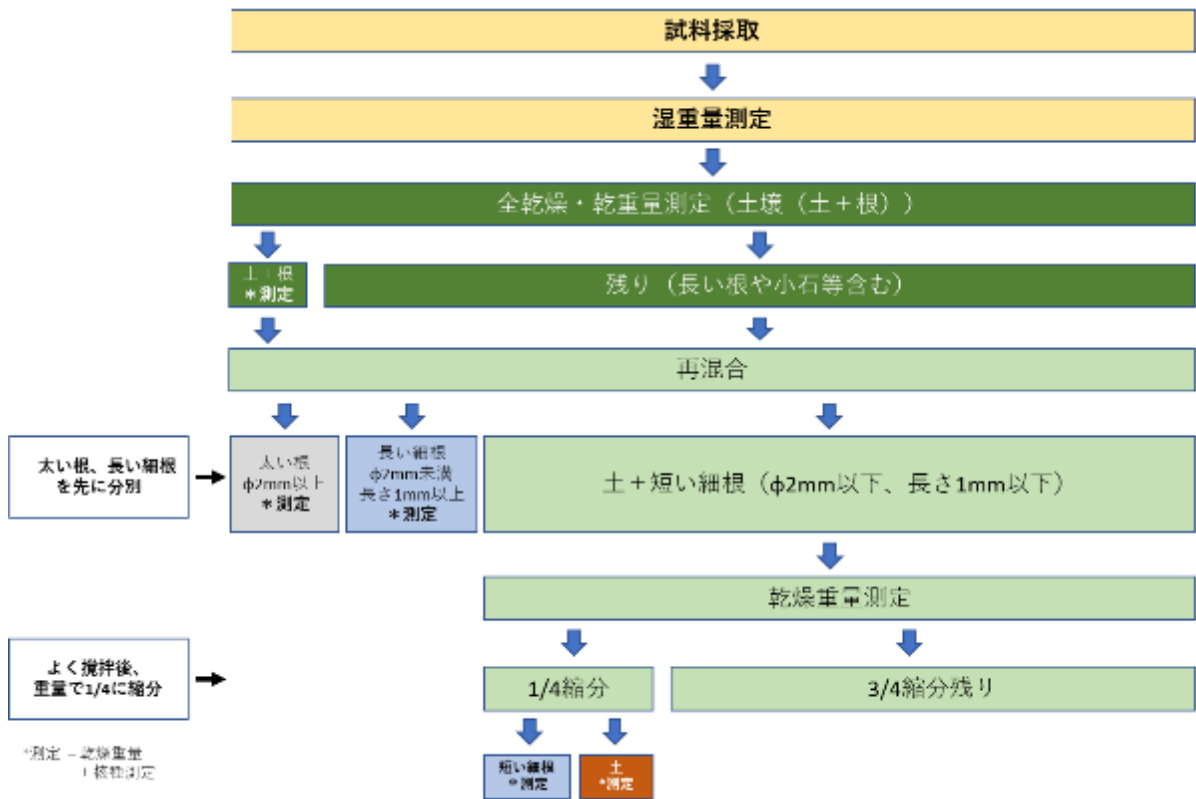 試料採取
湿重量測定
全乾燥・乾重量測定（土壌（土＋根））
土＋根
＊測定
残り（長い根や小石等含む）
再混合
太い根、長い細根
を先に分別
太い根
φ2mm以上
＊測定
長い細根
φ2mm未満
長さ1mm以上
＊測定
土＋短い細根（φ2mm以下、長さ1mm以下）
乾燥重量測定
よく撹拌後、
重量で1/4に縮分
1/4縮分
3/4縮分残り
短い細根
＊測定
土
*測定
*測定 = 乾燥重量
＋核種測定